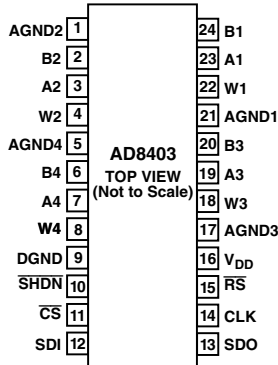 AGND2 1 24 B1
B2 2 23 A1
A2 3 22 W1
W2 4 21 AGND1
AGND4 5 20 B3
B4 6 AD8403 19 A3
A4 7 TOP VIEW 18 W3
(Not to Scale)
W4 8 17 AGND3
DGND 9 16 VDD
SHDN 10 15 RS
CS 11 14 CLK
SDI 12 13 SDO